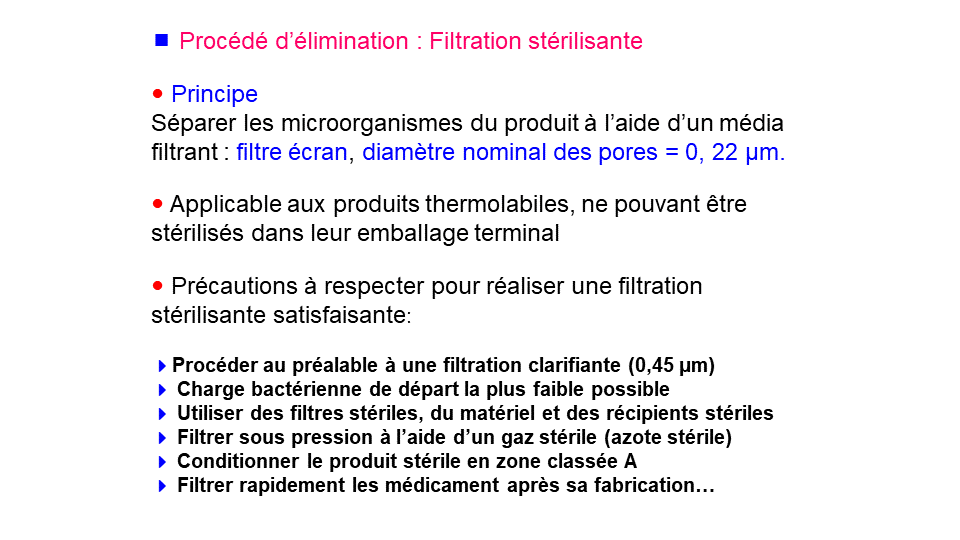 Procédé d’élimination : Filtration stérilisante
Principe
Séparer les microorganismes du produit à l’aide d’un média
filtrant : filtre écran, diamètre nominal des pores = 0, 22 µm.
Applicable aux produits thermolabiles, ne pouvant être
stérilisés dans leur emballage terminal
Précautions à respecter pour réaliser une filtration
stérilisante satisfaisante:
Procéder au préalable à une filtration clarifiante (0,45 µm)
Charge bactérienne de départ la plus faible possible
Utiliser des filtres stériles, du matériel et des récipients stériles
Filtrer sous pression à l’aide d’un gaz stérile (azote stérile)
Conditionner le produit stérile en zone classée A
Filtrer rapidement les médicament après sa fabrication…